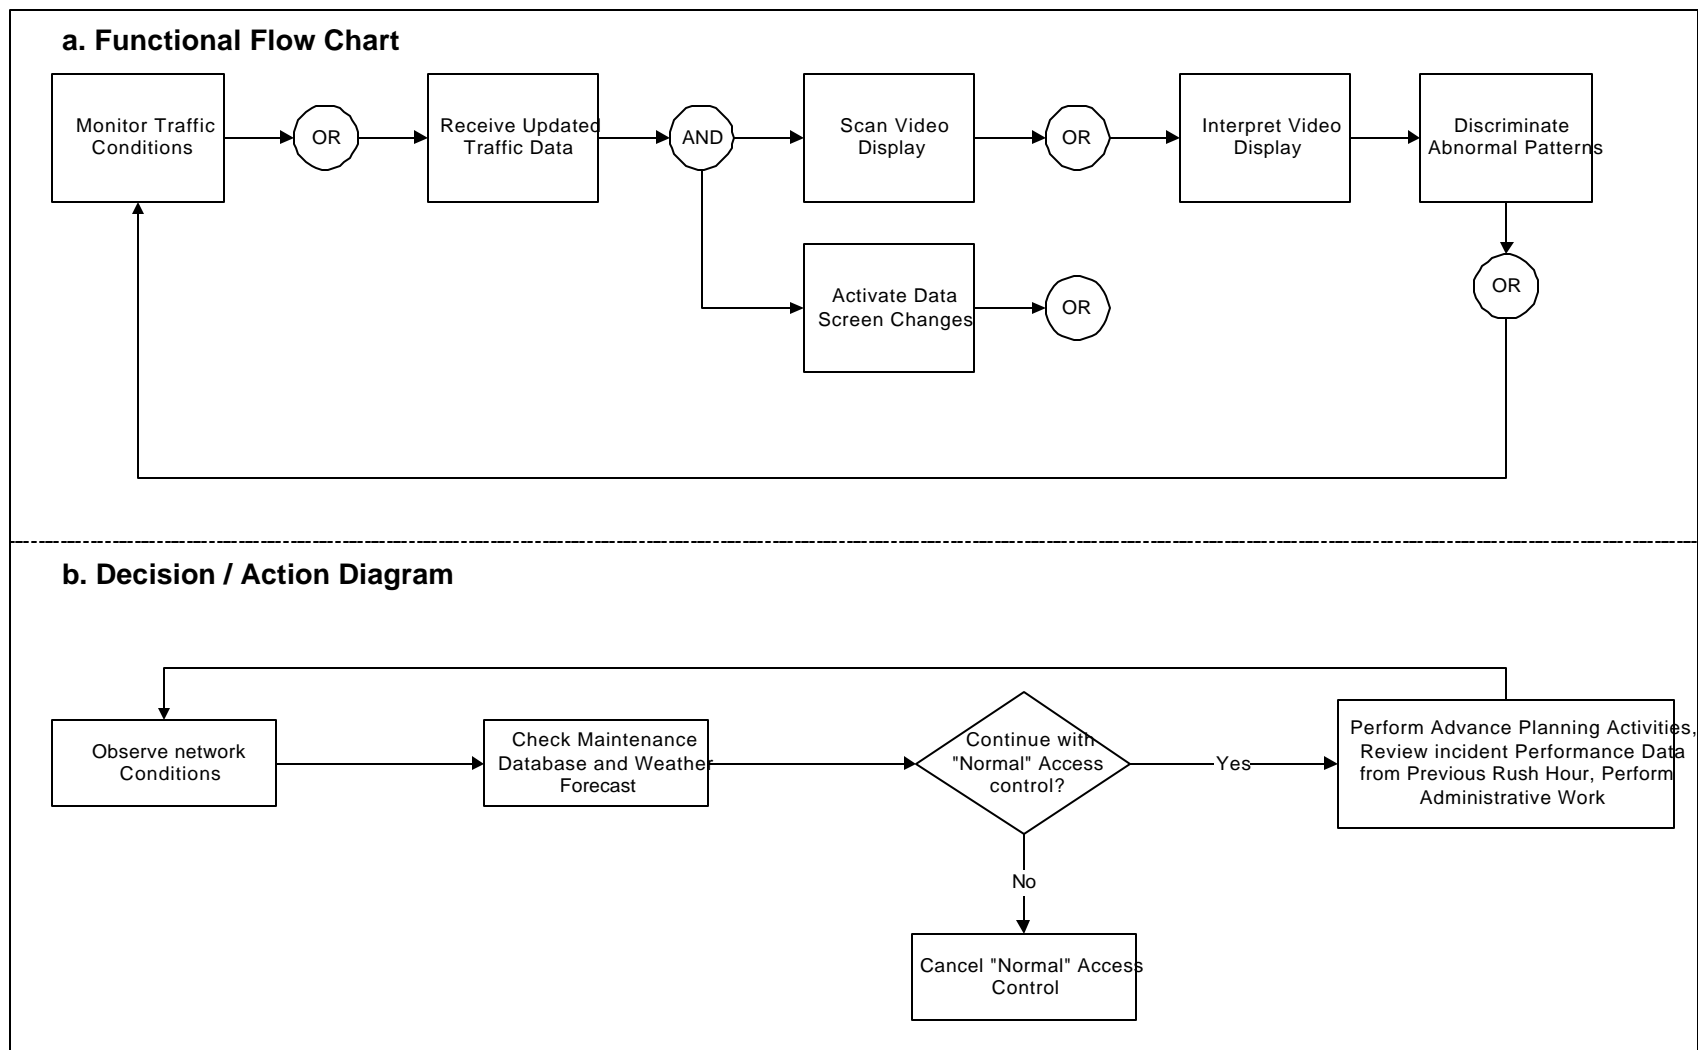 a. Functional Flow Chart
Monitor Traffic
Conditions
OR
Receive Updated
Traffic Data
AND
Scan Video
Display
OR
Interpret Video
Display
Discriminate
Abnormal Patterns
Activate Data
Screen Changes
OR
OR
b. Decision / Action Diagram
Observe network
Conditions
Check Maintenance
Database and Weather
Forecast
Continue with
"Normal" Access
control?
Yes
Perform Advance Planning Activities,
Review incident Performance Data
from Previous Rush Hour, Perform
Administrative Work
No
Cancel "Normal" Access
Control